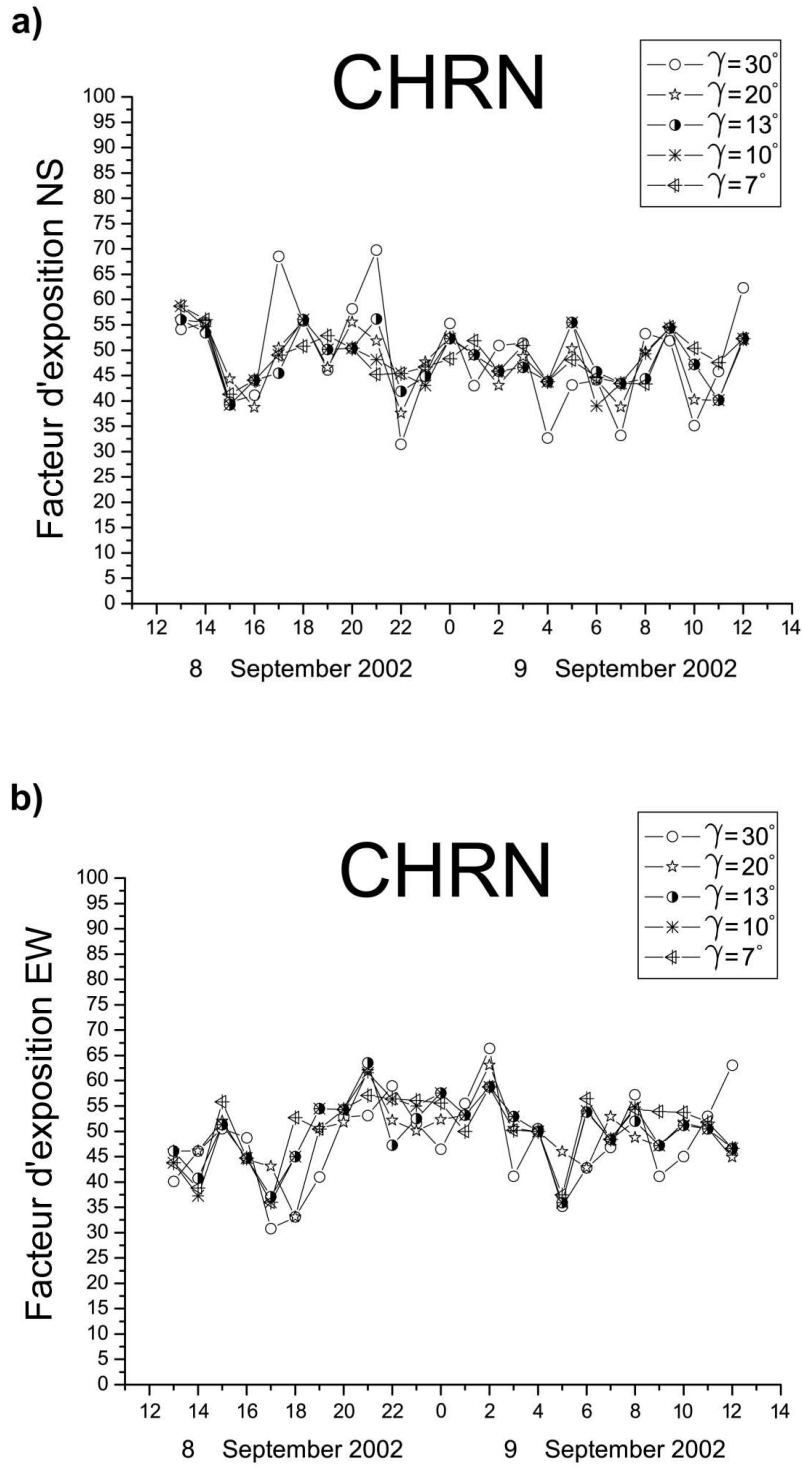 a)
CHRN
γ=30°
γ=20°
γ=13°
γ=10°
γ=7°
Facteur d'exposition NS
100
95
90
85
80
75
70
65
60
55
50
45
40
35
30
25
20
15
10
5
0
12 14 16 18 20 22 0 2 4 6 8 10 12 14
8 September 2002 9 September 2002
b)
CHRN
γ=30°
γ=20°
γ=13°
γ=10°
γ=7°
Facteur d'exposition EW
100
95
90
85
80
75
70
65
60
55
50
45
40
35
30
25
20
15
10
5
0
12 14 16 18 20 22 0 2 4 6 8 10 12 14
8 September 2002 9 September 2002